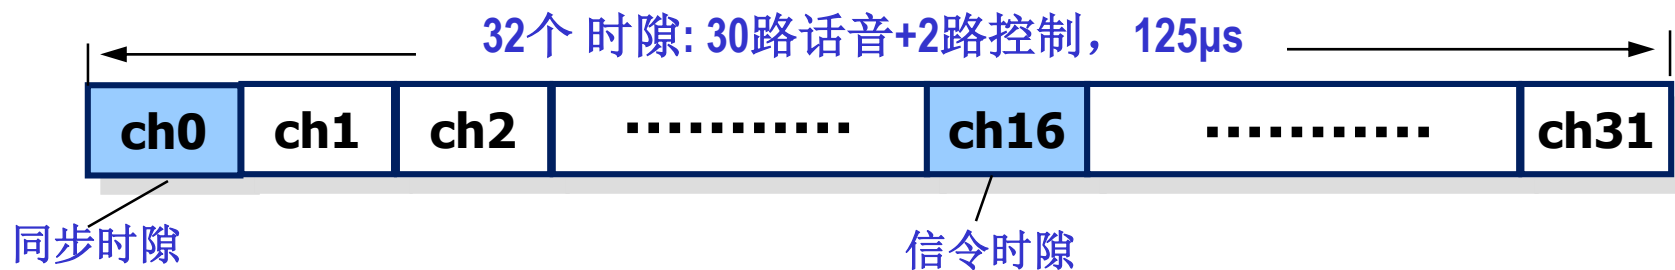 32个 时隙: 30路话音+2路控制，125μs
ch0 ch1 ch2 ··········· ch16 ··········· ch31
同步时隙 信令时隙